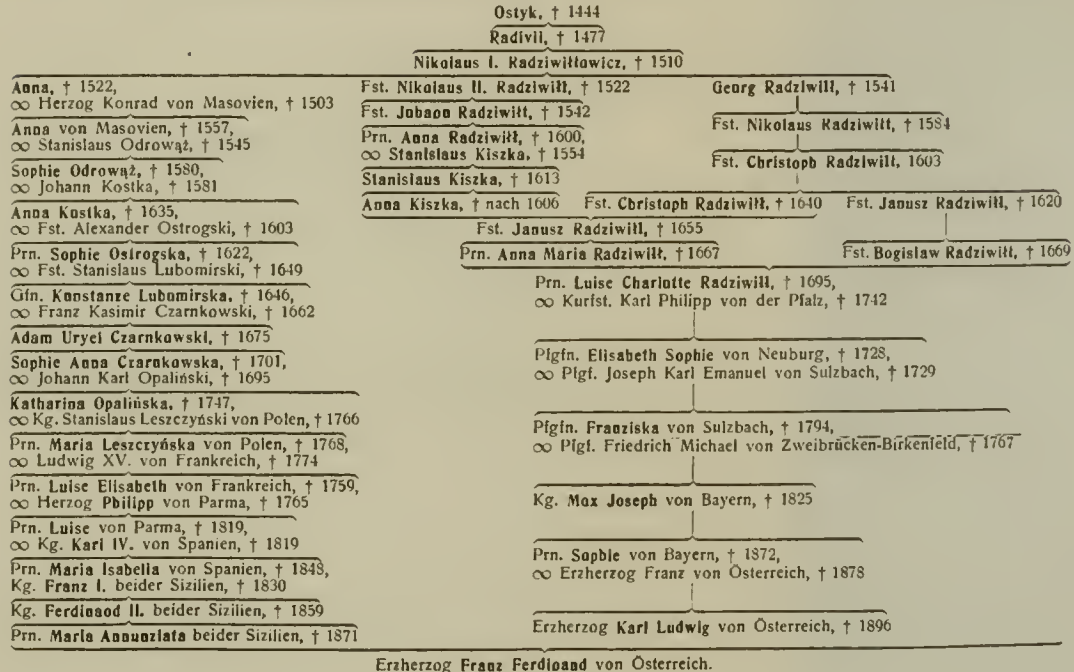 Ostyk, † 1444
Radivil, † 1477
Nikolaus I. Radziwiłłowicz, † 1510
Anna, † 1522,
∞ Herzog Konrad von Masovien, † 1503
Anna von Masovien, † 1557,
∞ Stanislaus Odrowąż, † 1545
Sophie Odrowąż, † 1580,
∞ Johann Kostka, † 1581
Anna Kostka, † 1635,
∞ Fst. Alexander Ostrogski, † 1603
Prn. Sophie Ostrogska, † 1622,
∞ Fst. Stanislaus Lubomirski, † 1649
Gfn. Konstanze Lubomirska, † 1646,
∞ Franz Kasimir Czarnkowski, † 1662
Adam Uryel Czarnkowski, † 1675
Sophie Anna Czarnkowska, † 1701,
∞ Johann Karl Opaliński, † 1695
Katharina Opalińska, † 1747,
∞ Kg. Stanislaus Leszczyński von Polen, † 1766
Prn. Maria Leszczyńska von Polen, † 1768,
∞ Ludwig XV. von Frankreich, † 1774
Prn. Luise Elisabeth von Frankreich, † 1759,
∞ Herzog Philipp von Parma, † 1765
Prn. Luise von Parma, † 1819,
∞ Kg. Karl IV. von Spanien, † 1819
Prn. Maria Isabella von Spanien, † 1848,
Kg. Franz I. beider Sizilien, † 1830
Kg. Ferdinand II. beider Sizilien, † 1859
Prn. Maria Annunziata beider Sizilien, † 1871
Fst. Nikolaus II. Radziwiłł, † 1522
Fst. Johann Radziwiłł, † 1542
Prn. Anna Radziwiłł, † 1600,
∞ Stanislaus Kiszka, † 1554
Stanislaus Kiszka, † 1613
Anna Kiszka, † nach 1606
Georg Radziwiłł, † 1541
Fst. Nikolaus Radziwiłł, † 1584
Fst. Christoph Radziwiłł, 1603
Fst. Christoph Radziwiłł, † 1640
Fst. Janusz Radziwiłł, † 1620
Fst. Janusz Radziwiłł, † 1655
Prn. Anna Maria Radziwiłł, † 1667
Fst. Bogislaw Radziwiłł, † 1669
Prn. Luise Charlotte Radziwill, † 1695,
∞ Kurfst. Karl Philipp von der Pfalz, † 1742
Pfgfn. Elisabeth Sophie von Neuburg, † 1728,
∞ Pfgf. Joseph Karl Emanuel von Sulzbach, † 1729
Pfgfn. Franziska von Sulzbach, † 1794,
∞ Pfgf. Friedrich Michael von Zweibrücken-Birkenfeld, † 1767
Kg. Max Joseph von Bayern, † 1825
Prn. Sophie von Bayern, † 1872,
∞ Erzherzog Franz von Österreich, † 1878
Erzherzog Karl Ludwig von Österreich, † 1896
Erzherzog Franz Ferdinand von Österreich.